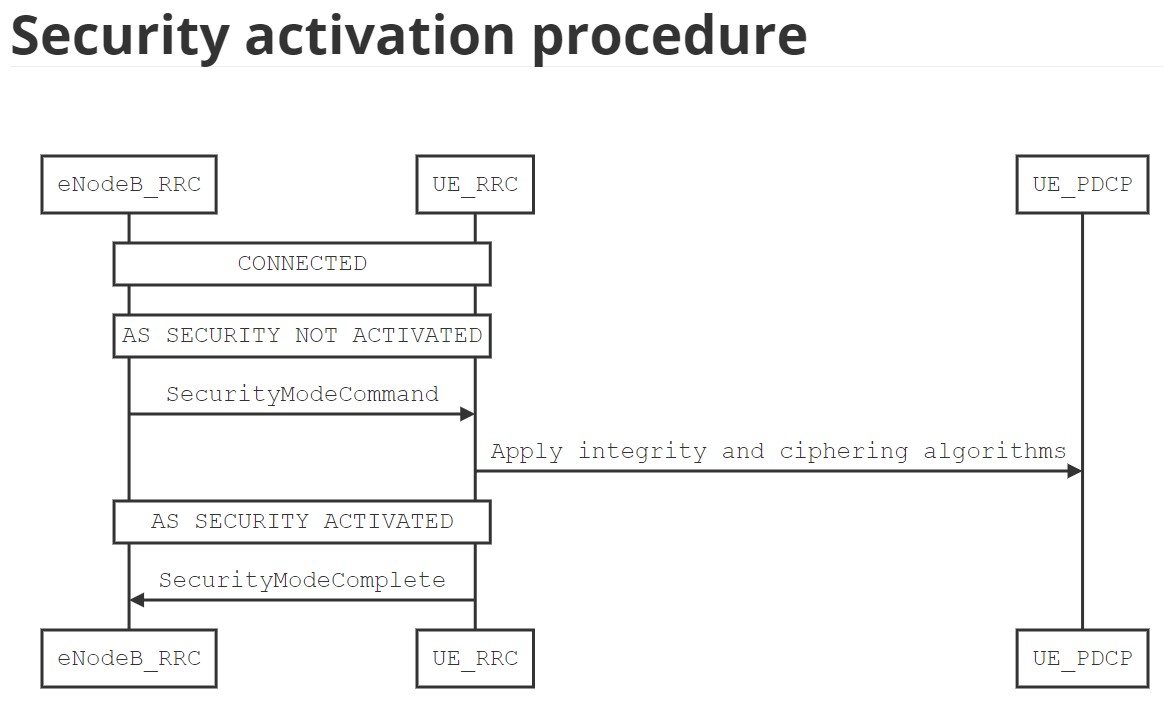 Security activation procedure
eNodeB_RRC
UE_RRC
UE_PDCP
CONNECTED
AS SECURITY NOT ACTIVATED
SecurityModeCommand
Apply integrity and ciphering algorithms
AS SECURITY ACTIVATED
SecurityModeComplete
eNodeB_RRC
UE_RRC
UE_PDCP